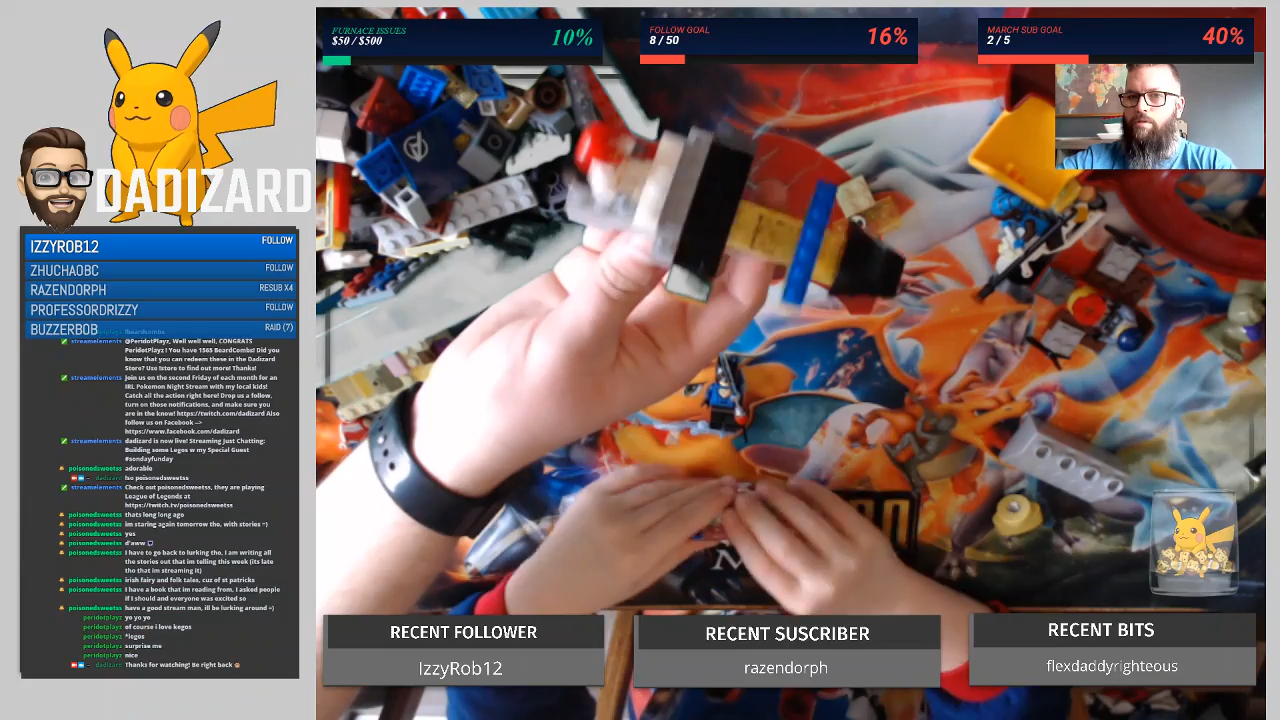 FURNACE ISSUES
$50 / $500
10%
FOLLOW GOAL
8 / 50
16%
MARCH SUB GOAL
2 / 5
40%
DADIZARD
IZZYROB12 FOLLOW
ZHUCHAOBC FOLLOW
RAZENDORPH RESUB X4
PROFESSORDRIZZY FOLLOW
BUZZERBOB RAID (7)
streamelements @PeridotPlayz, Well well well, CONGRATS
PeridotPlayz ! You have 1565 BeardCombs! Did you
know that you can redeem these in the Dadizard
Store? Use !store to find out more! Thanks!
streamelements Join us on the second Friday of each month for an
IRL Pokemon Night Stream with my local kids!
Catch all the action right here! Drop us a follow,
turn on those notifications, and make sure you
are in the know! https://twitch.com/dadizard Also
follow us on Facebook -->
https://www.facebook.com/dadizard
streamelements dadizard is now live! Streaming Just Chatting:
Building some Legos w my Special Guest
#sondayfunday
poisonedsweetss adorable
dadizard !so poisonedsweetss
streamelements Check out poisonedsweetss, they are playing
League of Legends at
https://twitch.tv/poisonedsweetss
poisonedsweetss thats long long ago
poisonedsweetss im staring again tomorrow tho, with stories =)
poisonedsweetss yes
poisonedsweetss d'aww
poisonedsweetss I have to go back to lurking tho, I am writing all
the stories out that im telling this week (its late
tho that im streaming it)
poisonedsweetss irish fairy and folk tales, cuz of st patricks
poisonedsweetss I have a book that im reading from, I asked people
if I should and everyone was excited so
poisonedsweetss have a good stream man, ill be lurking around =)
peridotplayz yo yo yo
peridotplayz of course i love kegos
peridotplayz *legos
peridotplayz surprise me
peridotplayz nice
dadizard Thanks for watching! Be right back
RECENT FOLLOWER
IzzyRob12
RECENT SUSCRIBER
razendorph
RECENT BITS
flexdaddyrighteous